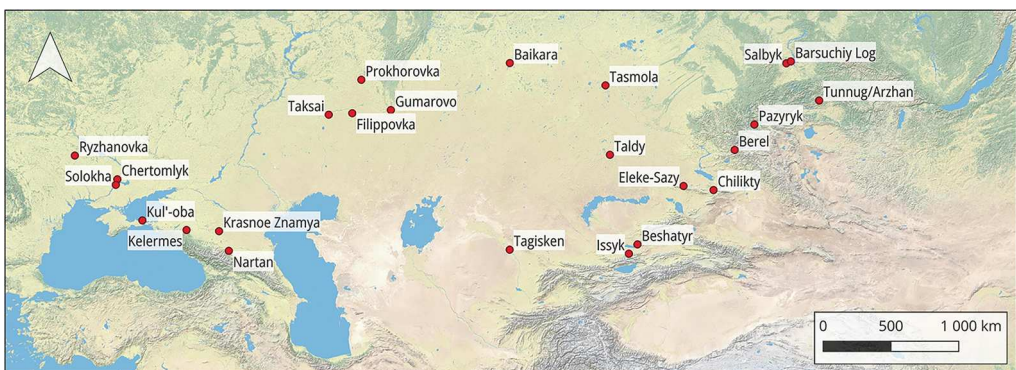 Baikara
Salbyk
Barsuchiy Log
Prokhorovka
Tasmola
Taksai
Gumarovo
Filippovka
Tunnug/Arzhan
Pazyryk
Ryzhanovka
Taldy
Berel
Solokha
Chertomlyk
Eleke-Sazy
Chilikty
Kul'-oba
Krasnoe Znamya
Kelermes
Nartan
Tagisken
Issyk
Beshatyr
0 500 1 000 km